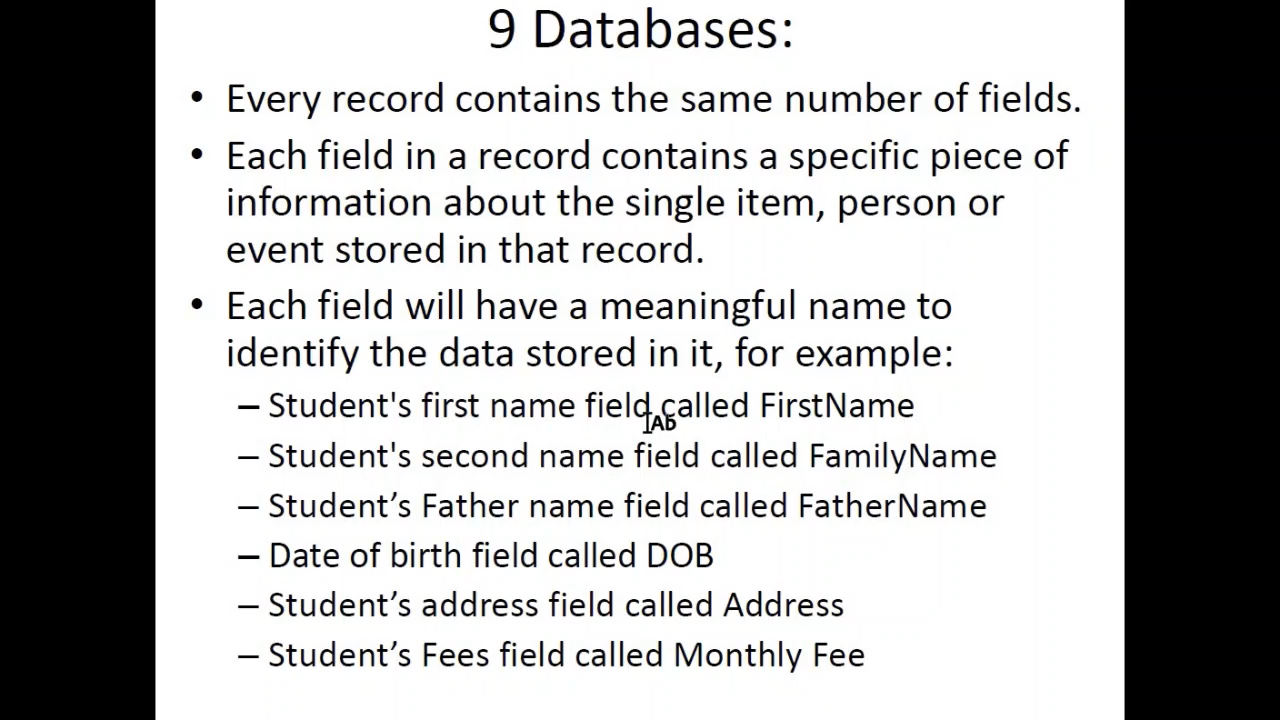 9 Databases:
• Every record contains the same number of fields.
• Each field in a record contains a specific piece of
information about the single item, person or
event stored in that record.
• Each field will have a meaningful name to
identify the data stored in it, for example:
– Student's first name field called FirstName
Ab
– Student's second name field called FamilyName
– Student’s Father name field called FatherName
– Date of birth field called DOB
– Student’s address field called Address
– Student’s Fees field called Monthly Fee